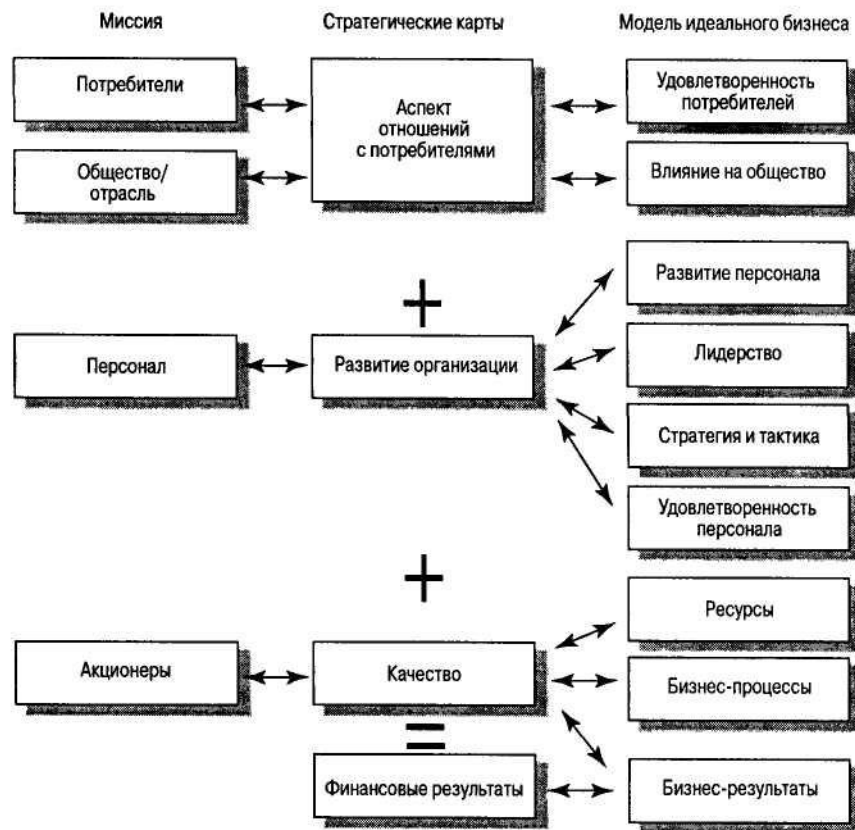 Миссия
Стратегические карты
Модель идеального бизнеса
Потребители
Аспект
отношений
с потребителями
Удовлетворенность
потребителей
Общество/
отрасль
Влияние на общество
+
Развитие персонала
Персонал
Развитие организации
Лидерство
Стратегия и тактика
Удовлетворенность
персонала
+
Ресурсы
Акционеры
Качество
Бизнес-процессы
=
Финансовые результаты
Бизнес-результаты